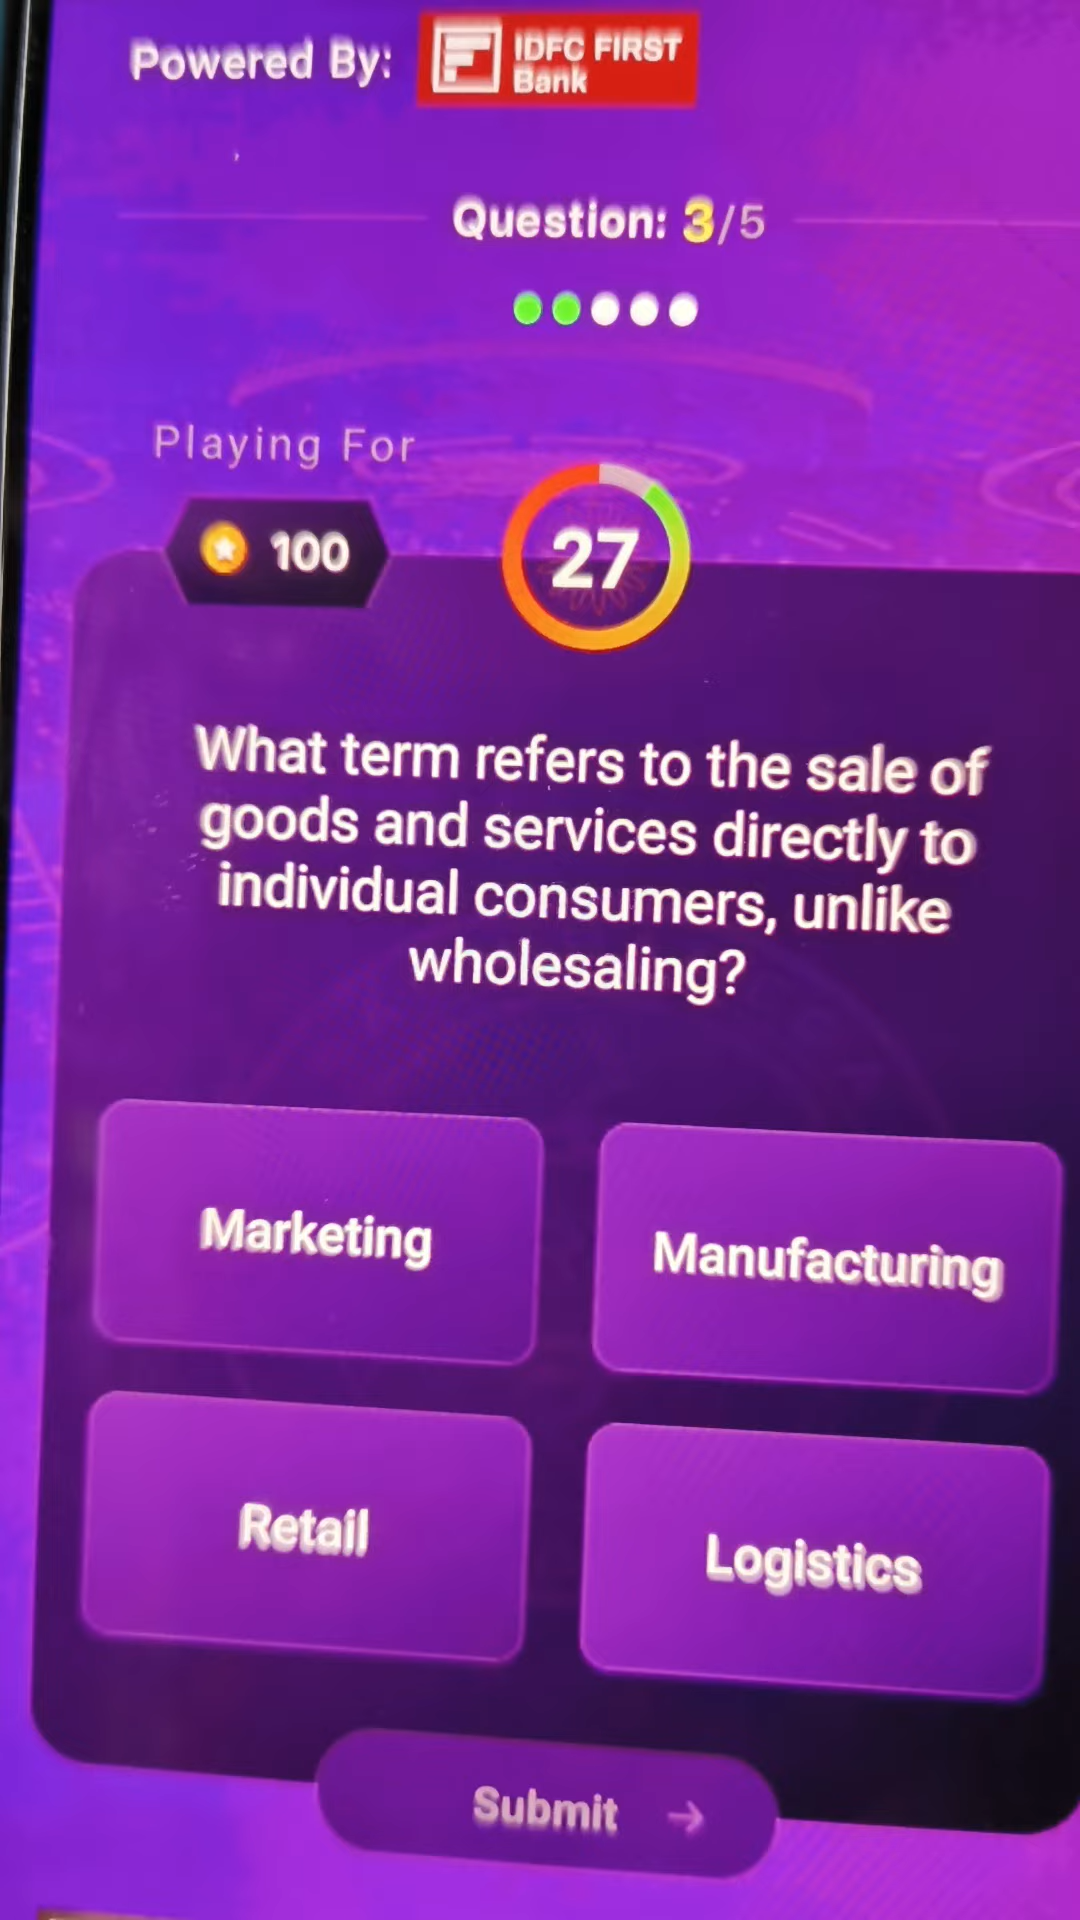 Powered By:
IDFC FIRST
Bank
Question: 3/5
Playing For
100
27
What term refers to the sale of
goods and services directly to
individual consumers, unlike
wholesaling?
Marketing
Manufacturing
Retail
Logistics
Submit →